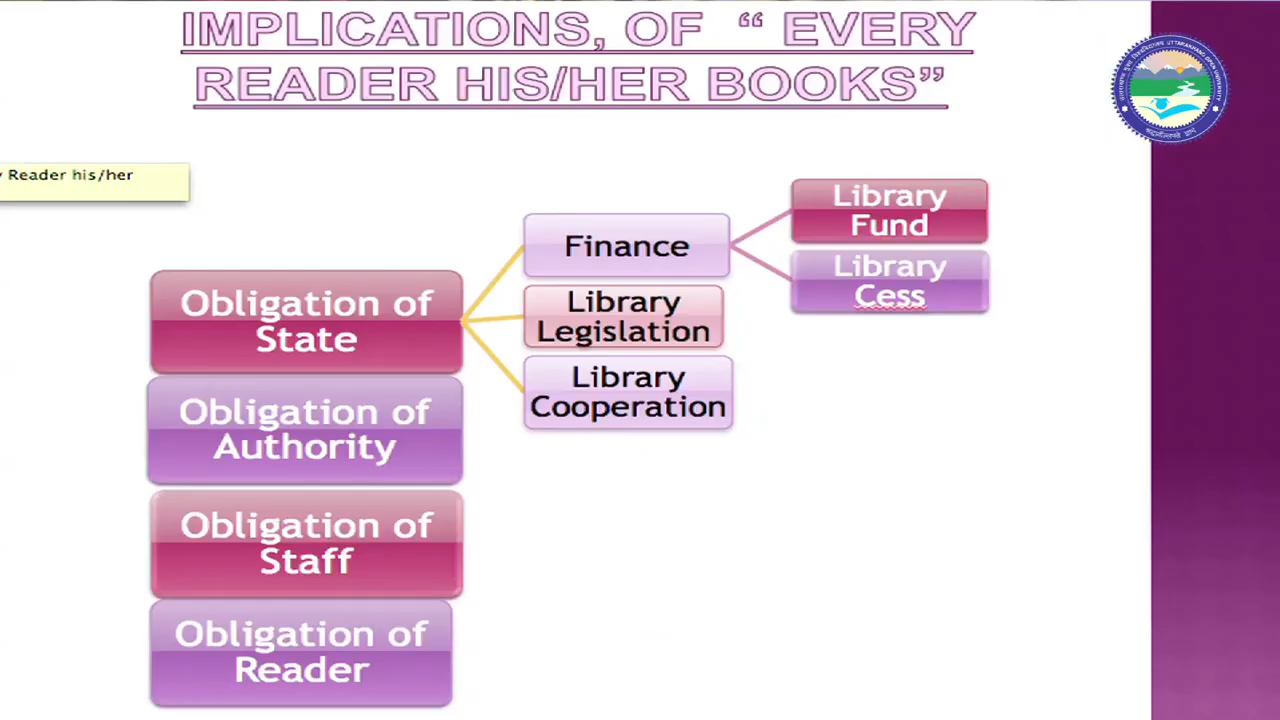 IMPLICATIONS, OF “ EVERY
READER HIS/HER BOOKS”
Reader his/her
Library
Fund
Finance
Library
Cess
Obligation of
State
Library
Legislation
Library
Cooperation
Obligation of
Authority
Obligation of
Staff
Obligation of
Reader